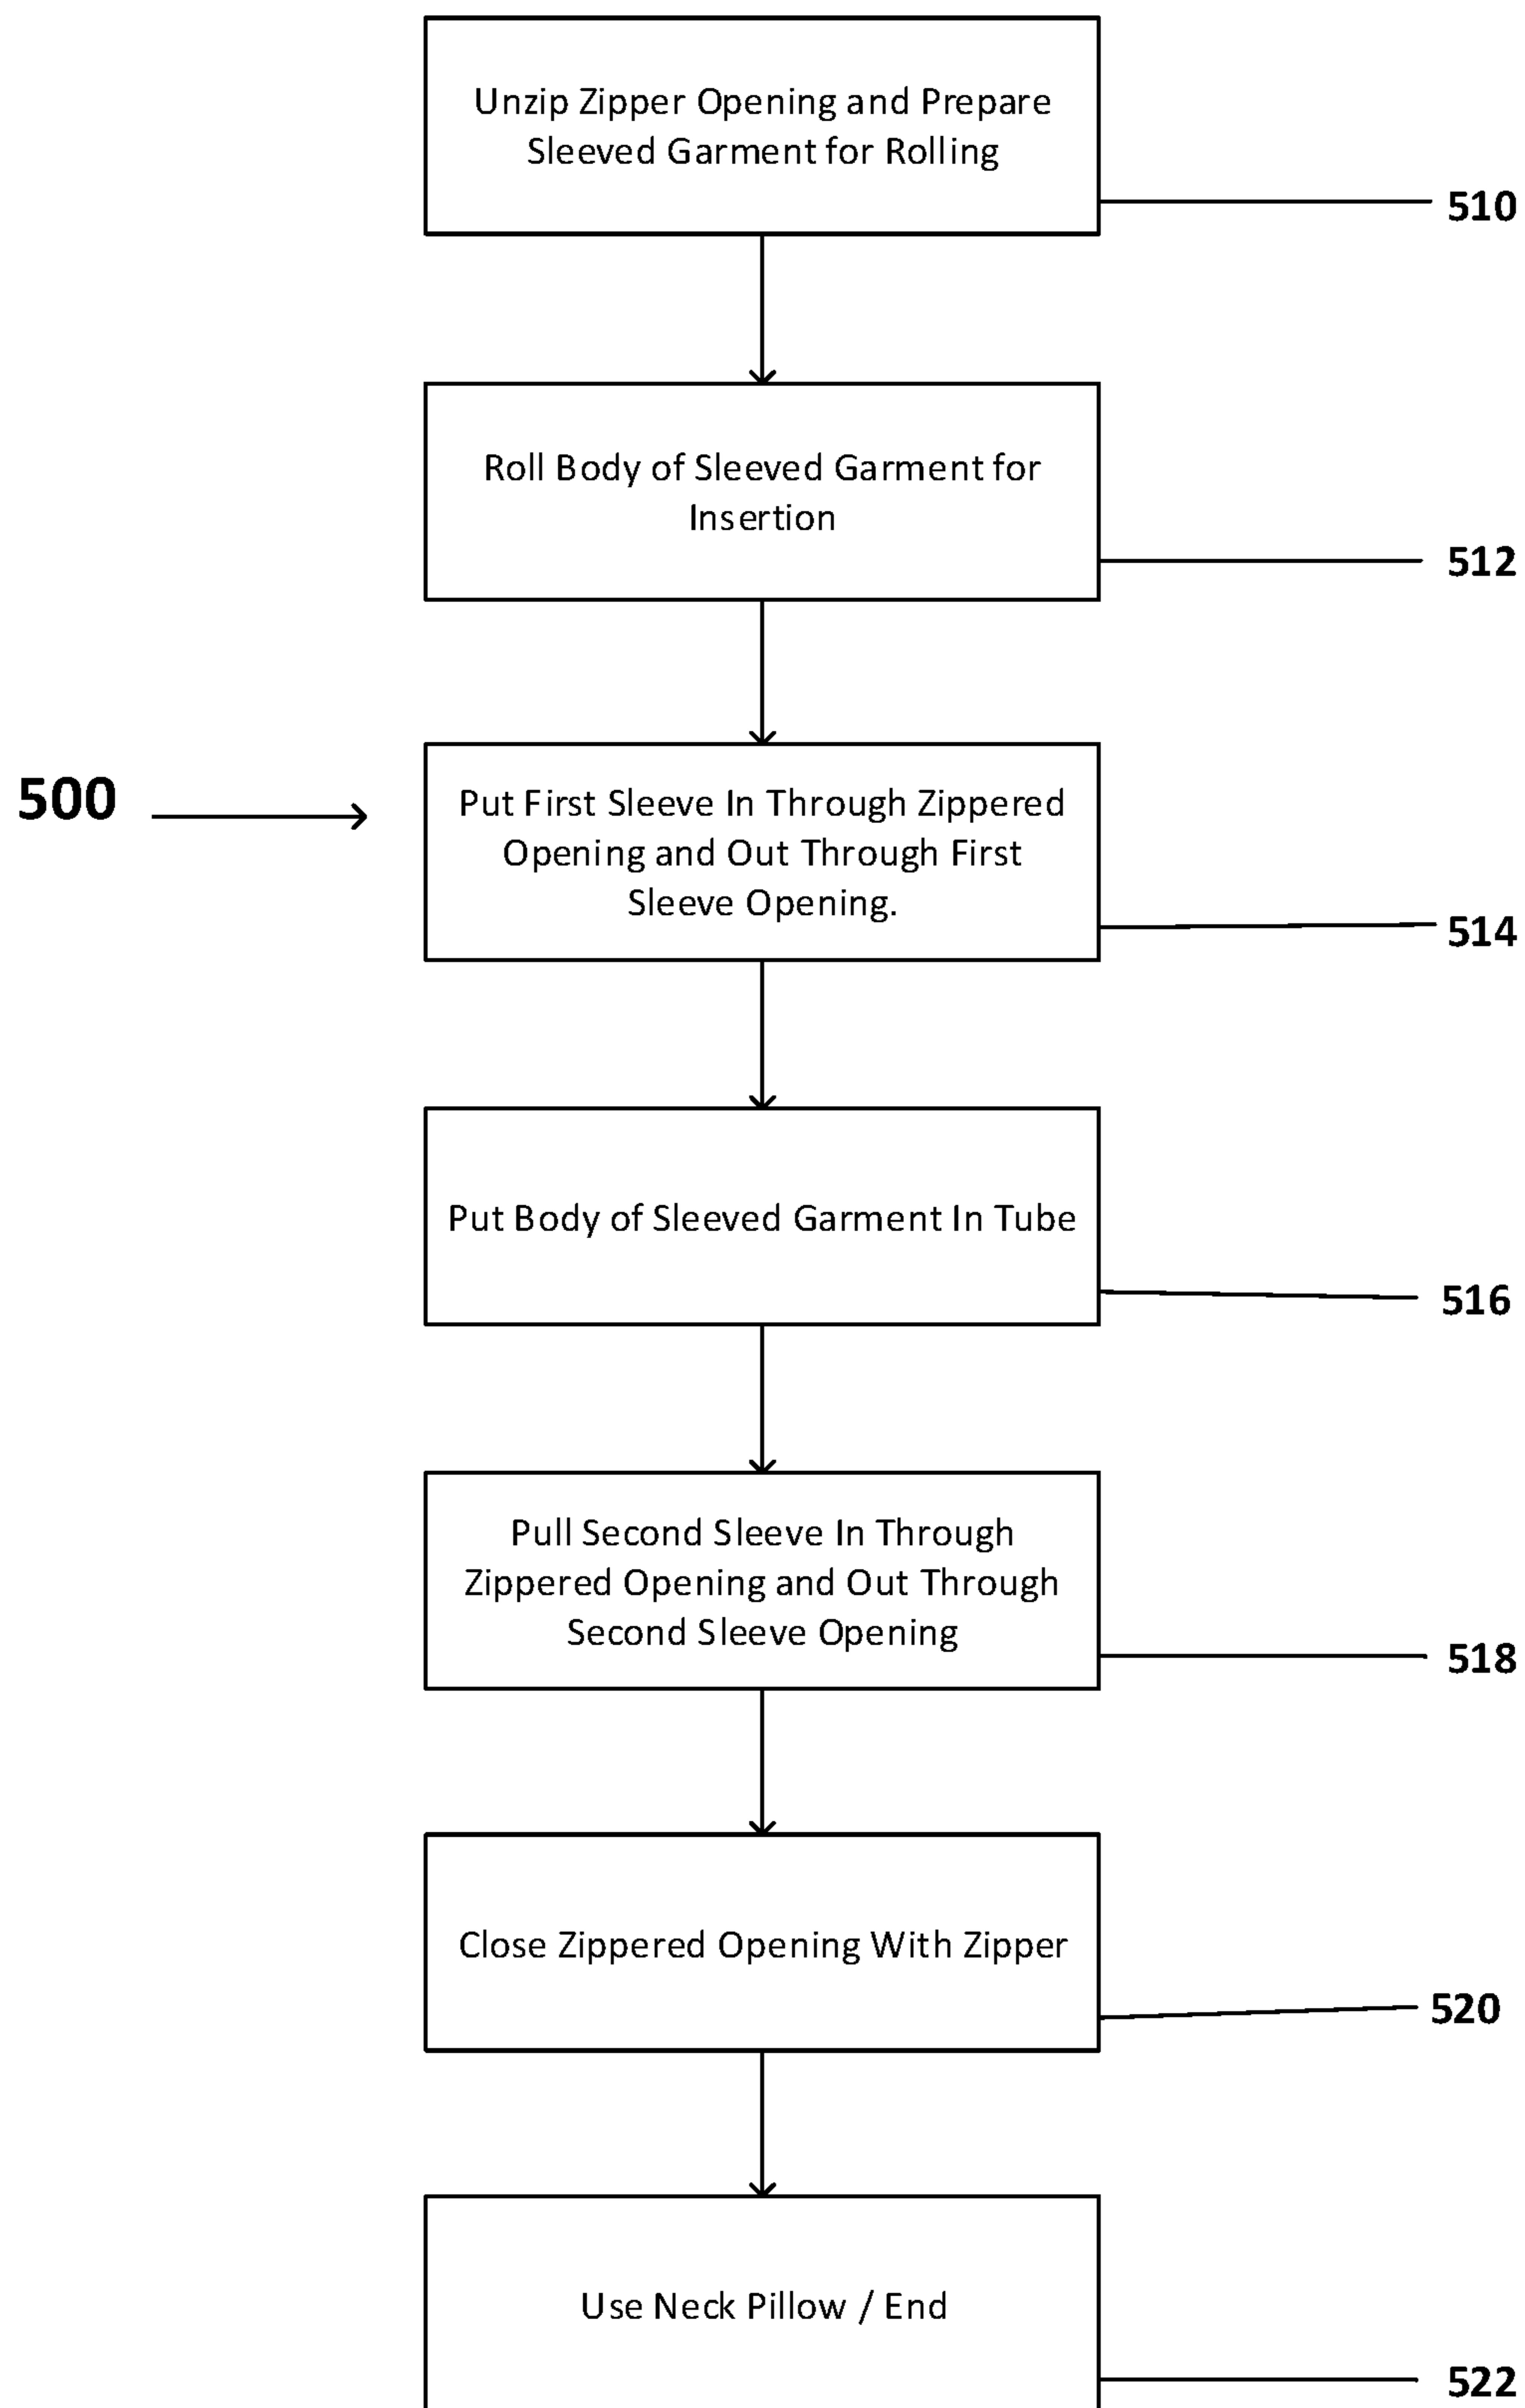 Unzip Zipper Opening and Prepare
Sleeved Garment for Rolling
510
Roll Body of Sleeved Garment for
Insertion
512
500
Put First Sleeve In Through Zippered
Opening and Out Through First
Sleeve Opening.
514
Put Body of Sleeved Garment In Tube
516
Pull Second Sleeve In Through
Zippered Opening and Out Through
Second Sleeve Opening
518
Close Zippered Opening With Zipper
520
Use Neck Pillow / End
522